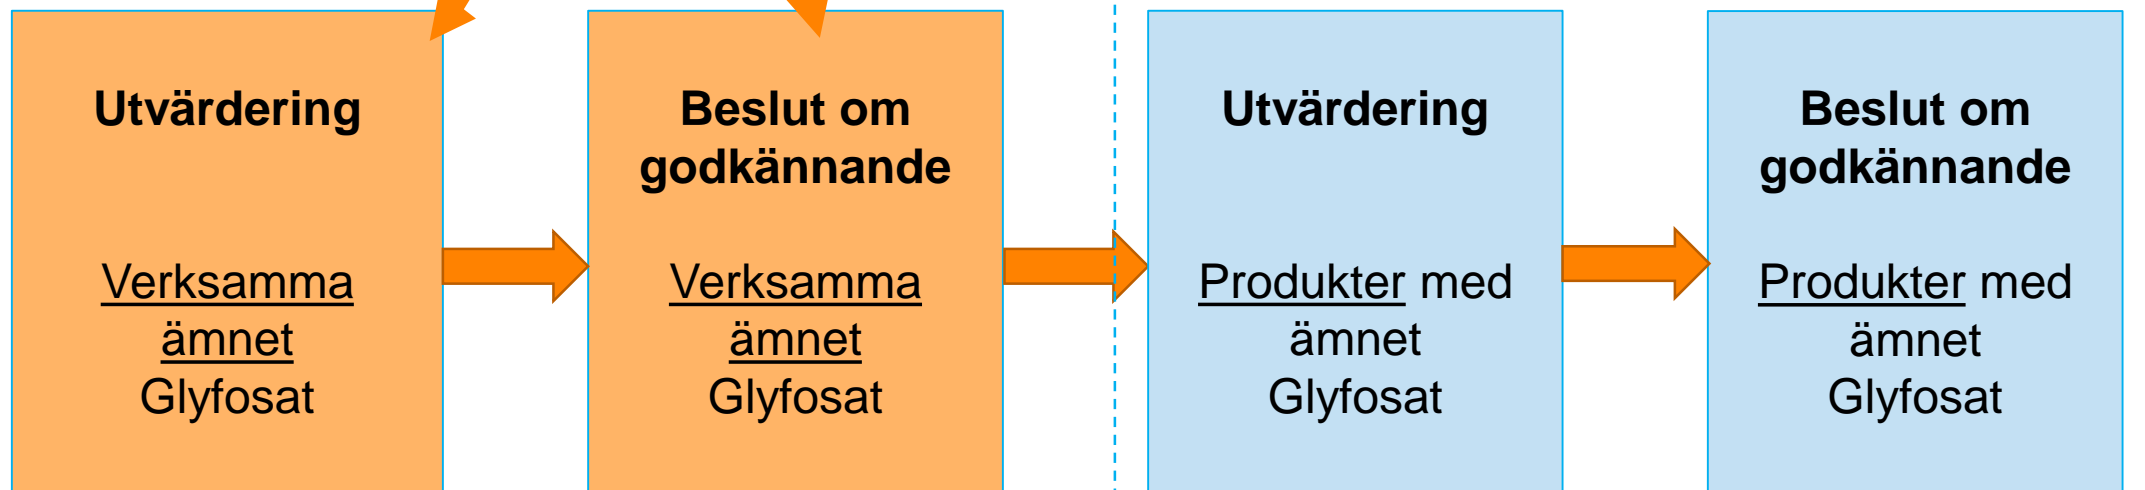 Utvärdering
Verksamma
ämnet
Glyfosat
Beslut om
godkännande
Verksamma
ämnet
Glyfosat
Utvärdering
Produkter med
ämnet
Glyfosat
Beslut om
godkännande
Produkter med
ämnet
Glyfosat